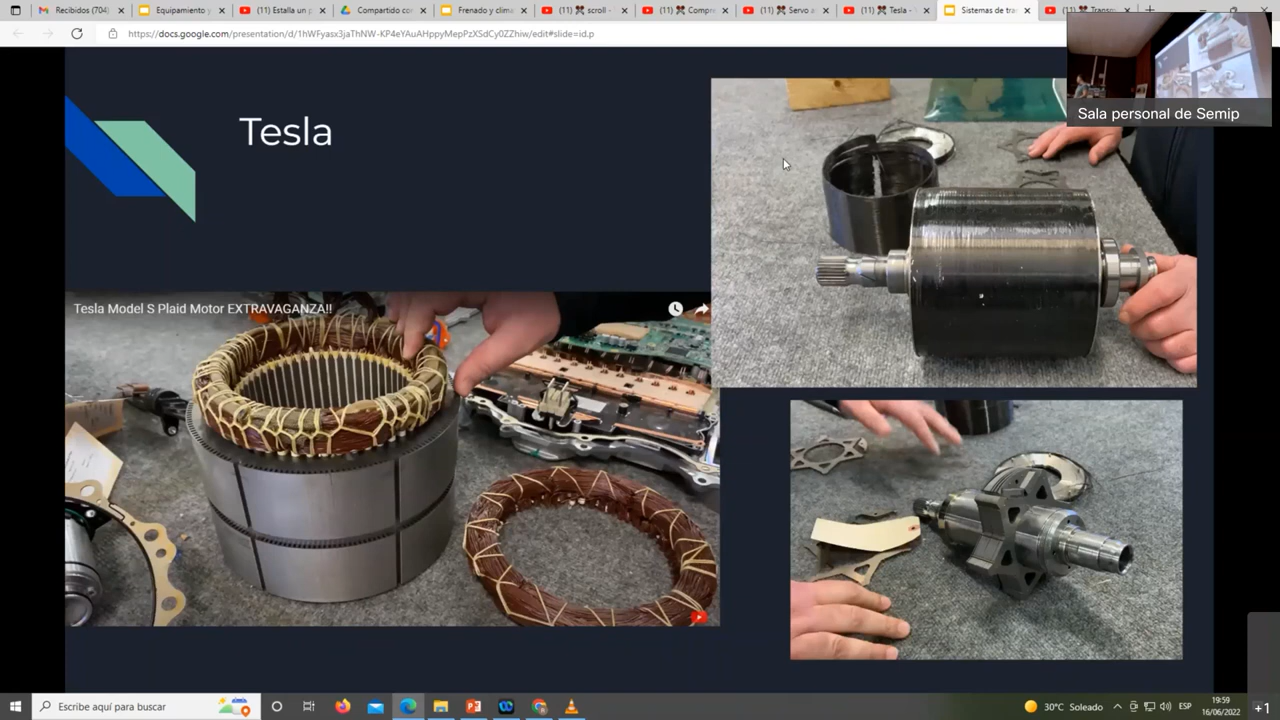 Recibidos (704)
Equipamiento y
(11) Estalla un p
Compartido co
Frenado y clima
(11) 🎌 scroll -
(11) 🎌 Compre
(11) 🎌 Servo a
(11) 🎌 Tesla -
Sistemas de tra
https://docs.google.com/presentation/d/1hWFyasx3jaThNW-KP4eYAuAHppyMepPzXSdCy0ZZhiw/edit#slide=id.p
Sala personal de Semip
Tesla
Tesla Model S Plaid Motor EXTRAVAGANZA!!
Escribe aquí para buscar
30°C Soleado
ESP
19:59
16/06/2022
+1